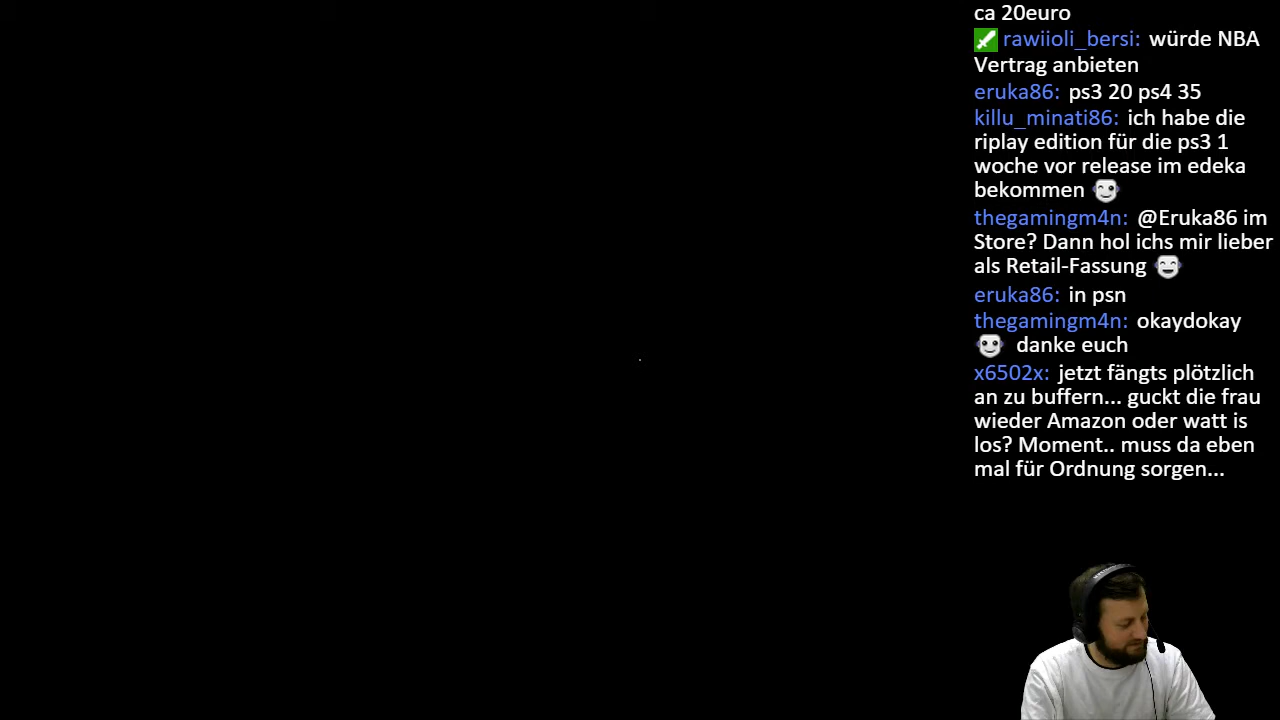 ca 20euro
rawiioli_bersi: würde NBA
Vertrag anbieten
eruka86: ps3 20 ps4 35
killu_minati86: ich habe die
riplay edition für die ps3 1
woche vor release im edeka
bekommen
thegamingm4n: @Eruka86 im
Store? Dann hol ichs mir lieber
als Retail-Fassung
eruka86: in psn
thegamingm4n: okaydokay
danke euch
x6502x: jetzt fängts plötzlich
an zu buffern... guckt die frau
wieder Amazon oder watt is
los? Moment.. muss da eben
mal für Ordnung sorgen...